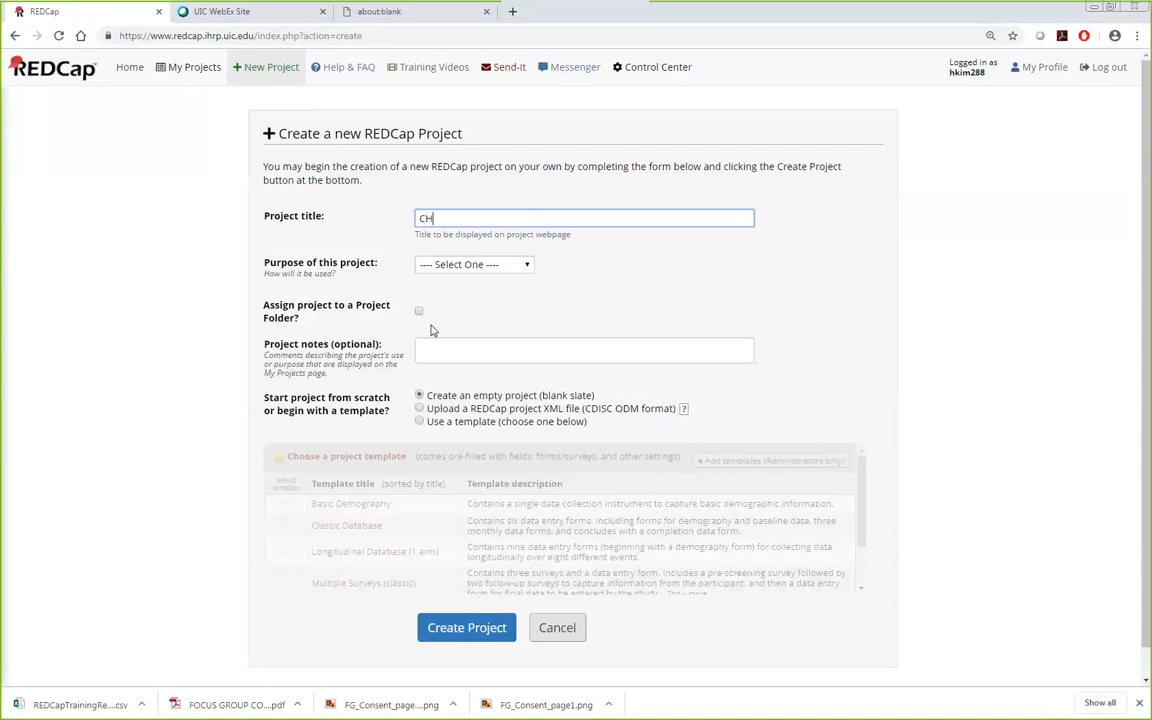 REDCap
UIC WebEx Site
about:blank
https://www.redcap.ihrp.uic.edu/index.php?action=create
REDCap
Home
My Projects
New Project
Help & FAQ
Training Videos
Send-It
Messenger
Control Center
Logged in as
hkim288
My Profile
Log out
Create a new REDCap Project
You may begin the creation of a new REDCap project on your own by completing the form below and clicking the Create Project
button at the bottom.
Project title:
CH
Title to be displayed on project webpage
Purpose of this project:
How will it be used?
---- Select One ----
Assign project to a Project
Folder?
Project notes (optional):
Comments describing the project's use
or purpose that are displayed on the
My Projects page.
Start project from scratch
or begin with a template?
Create an empty project (blank slate)
Upload a REDCap project XML file (CDISC ODM format) ?
Use a template (choose one below)
Choose a project template (comes pre-filled with fields, forms/surveys, and other settings)
Add templates (Administrators only)
select
template
Template title (sorted by title)
Template description
Basic Demography
Contains a single data collection instrument to capture basic demographic information.
Classic Database
Contains six data entry forms, including forms for demography and baseline data, three
monthly data forms, and concludes with a completion data form.
Longitudinal Database (1 arm)
Contains nine data entry forms (beginning with a demography form) for collecting data
longitudinally over eight different events.
Multiple Surveys (classic)
Contains three surveys and a data entry form. Includes a pre-screening survey followed by
two follow-up surveys to capture information from the participant, and then a data entry
form for final data to be entered by the study ... Show more
Create Project
Cancel
REDCapTrainingRe....csv
FOCUS GROUP CO....pdf
FG_Consent_page....png
FG_Consent_page1.png
Show all